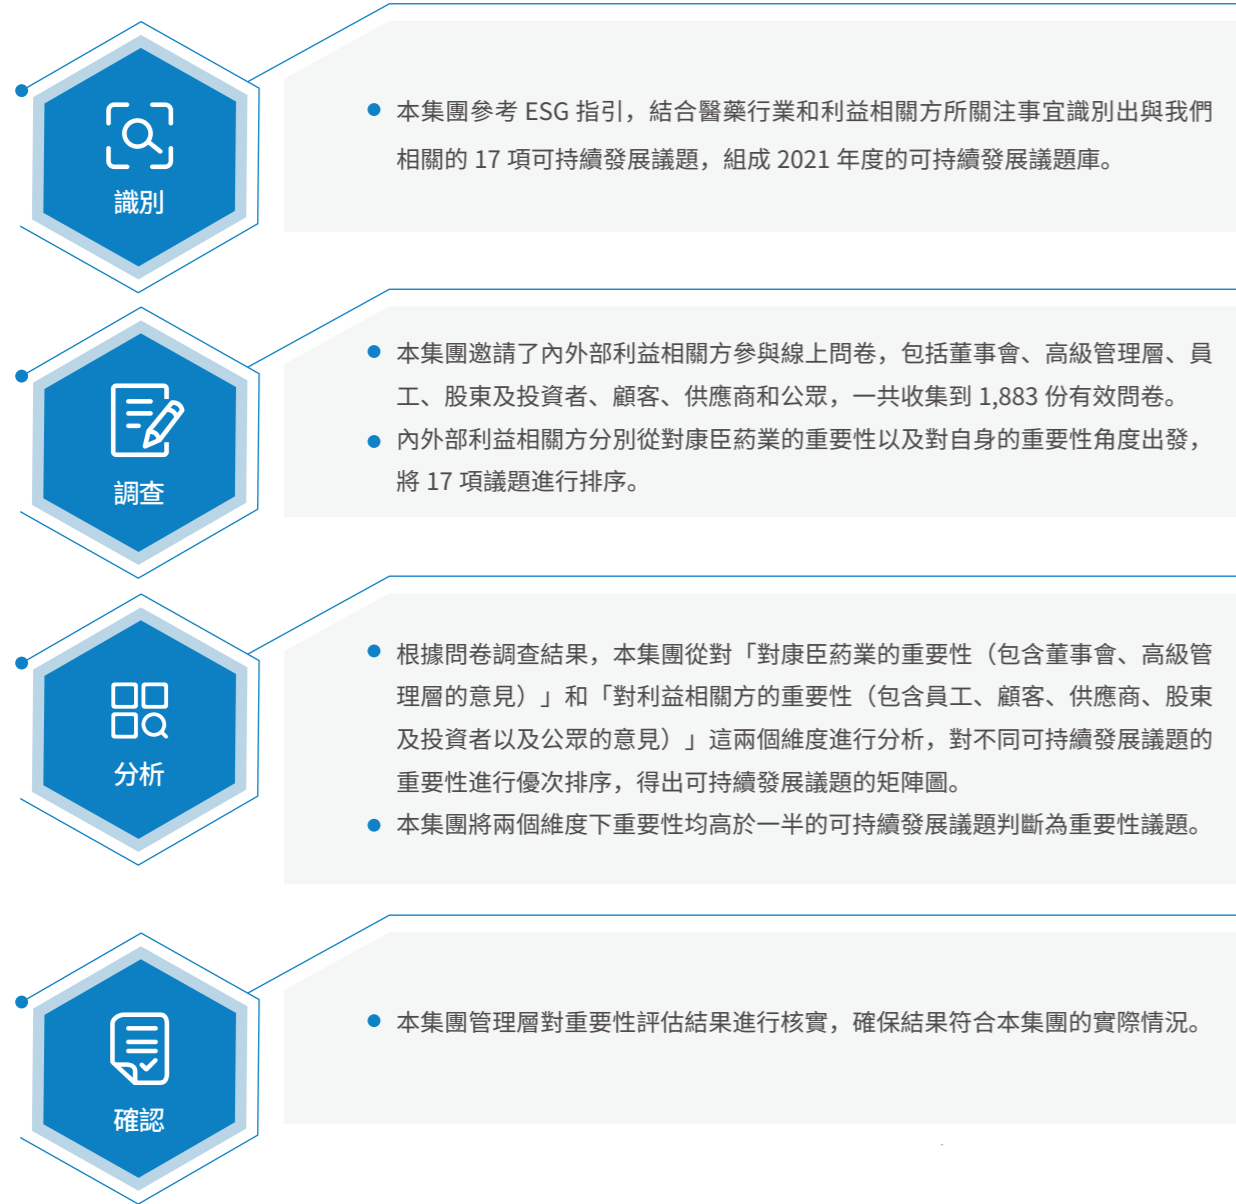 識別
本集團參考 ESG 指引，結合醫藥行業和利益相關方所關注事宜識別出與我們
相關的 17 項可持續發展議題，組成 2021 年度的可持續發展議題庫。
調查
本集團邀請了內外部利益相關方參與線上問卷，包括董事會、高級管理層、員
工、股東及投資者、顧客、供應商和公眾，一共收集到 1,883 份有效問卷。
內外部利益相關方分別從對康臣葯業的重要性以及對自身的重要性角度出發，
將 17 項議題進行排序。
分析
根據問卷調查結果，本集團從對「對康臣葯業的重要性（包含董事會、高級管
理層的意見）」和「對利益相關方的重要性（包含員工、顧客、供應商、股東
及投資者以及公眾的意見）」這兩個維度進行分析，對不同可持續發展議題的
重要性進行優次排序，得出可持續發展議題的矩陣圖。
本集團將兩個維度下重要性均高於一半的可持續發展議題判斷為重要性議題。
確認
本集團管理層對重要性評估結果進行核實，確保結果符合本集團的實際情況。